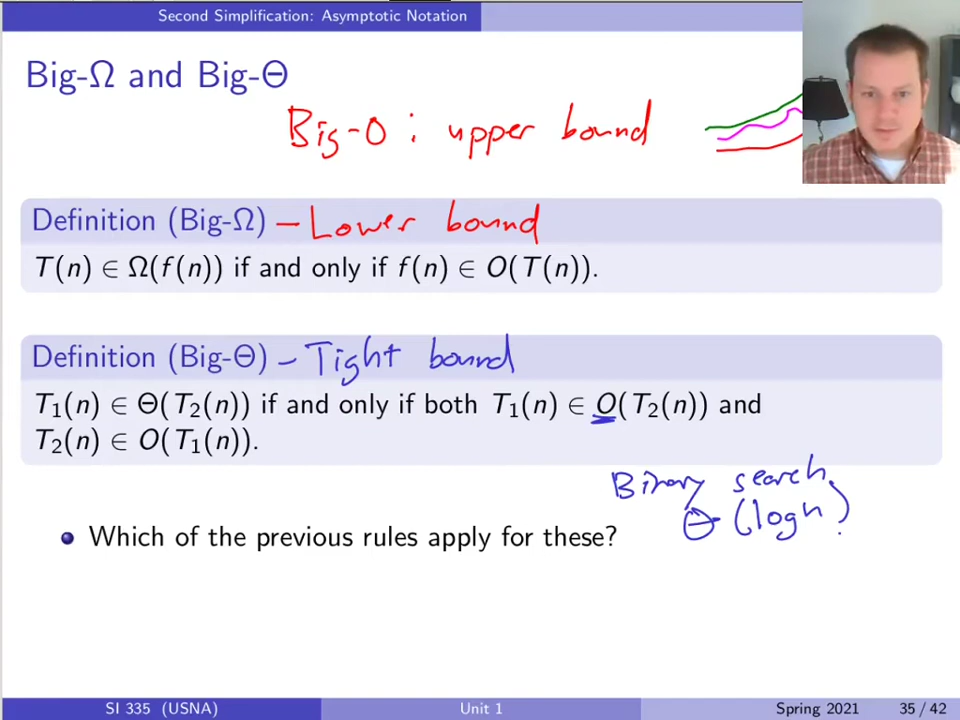 Second Simplification: Asymptotic Notation
Big-Ω and Big-Θ
Big-O : upper bound
Definition (Big-Ω) – Lower bound
T(n) ∈ Ω(f(n)) if and only if f(n) ∈ O(T(n)).
Definition (Big-Θ) – Tight bound
T₁(n) ∈ Θ(T₂(n)) if and only if both T₁(n) ∈ O(T₂(n)) and
T₂(n) ∈ O(T₁(n)).
Binary search
Θ(log n)
Which of the previous rules apply for these?
SI 335 (USNA) Unit 1 Spring 2021 35 / 42